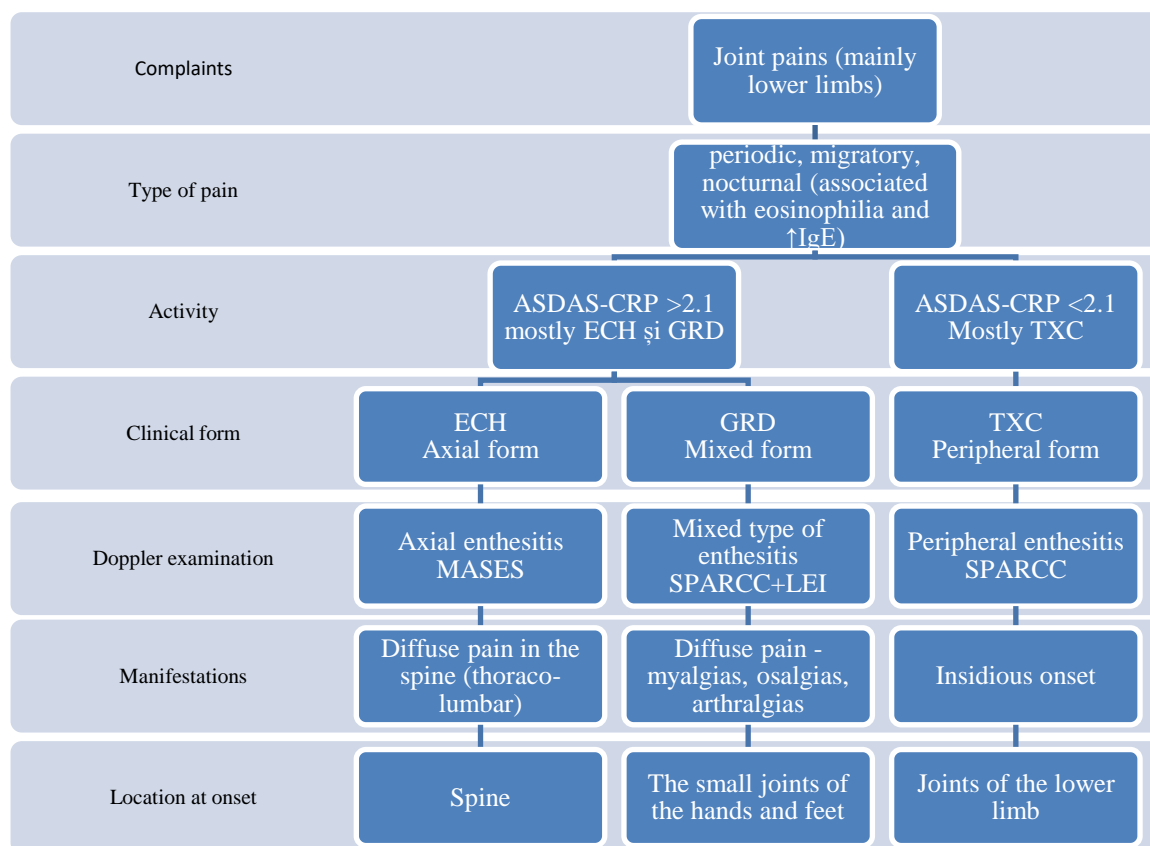 Complaints
Joint pains (mainly
lower limbs)
Type of pain
periodic, migratory,
nocturnal (associated
with eosinophilia and
↑IgE)
Activity
ASDAS-CRP >2.1
mostly ECH și GRD
ASDAS-CRP <2.1
Mostly TXC
Clinical form
ECH
Axial form
GRD
Mixed form
TXC
Peripheral form
Doppler examination
Axial enthesitis
MASES
Mixed type of
enthesitis
SPARCC+LEI
Peripheral enthesitis
SPARCC
Manifestations
Diffuse pain in the
spine (thoraco-
lumbar)
Diffuse pain -
myalgias, osalgias,
arthralgias
Insidious onset
Location at onset
Spine
The small joints of
the hands and feet
Joints of the lower
limb